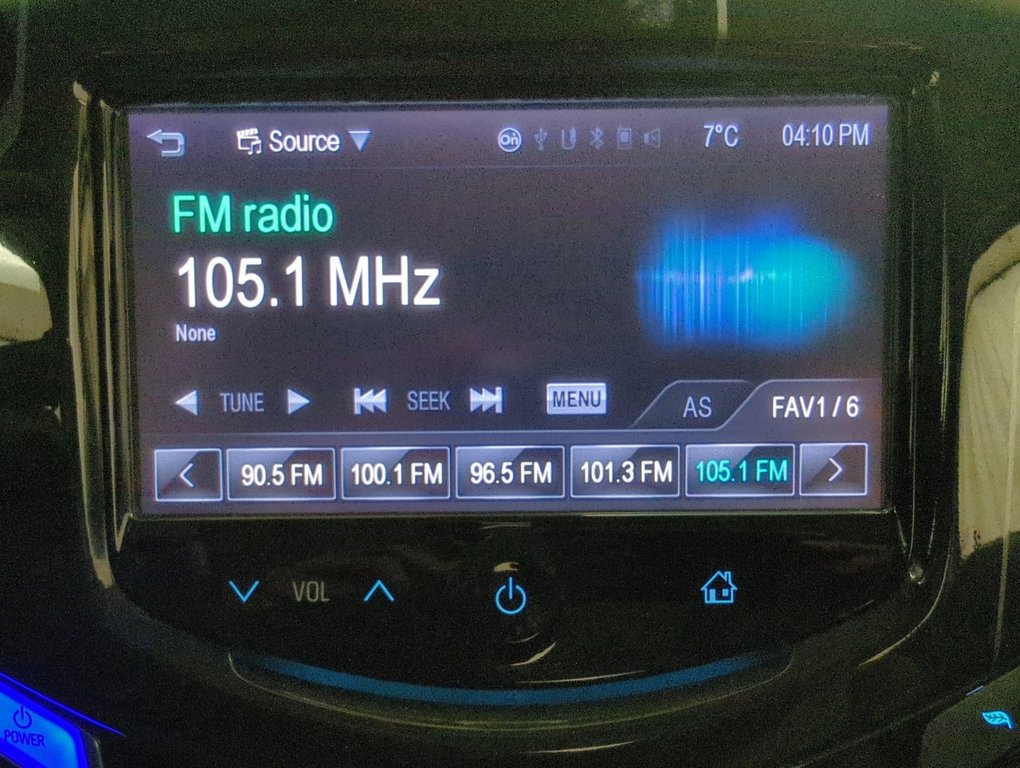 Source On 7°C 04:10 PM
FM radio
105.1 MHz
None
TUNE SEEK MENU AS FAV1 / 6
90.5 FM 100.1 FM 96.5 FM 101.3 FM 105.1 FM
VOL
POWER